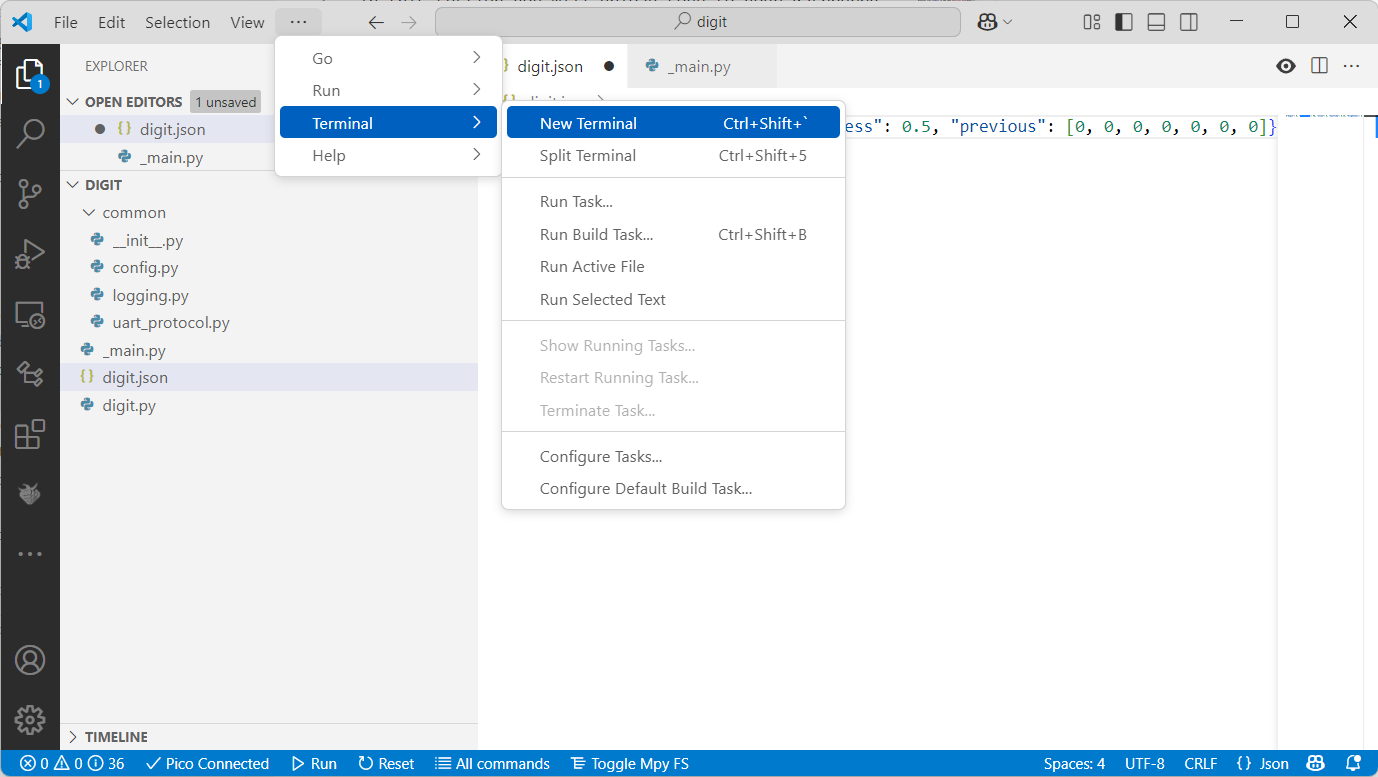 File Edit Selection View ··· digit
EXPLORER
OPEN EDITORS 1 unsaved
digit.json
_main.py
DIGIT
common
__init__.py
config.py
logging.py
uart_protocol.py
_main.py
digit.json
digit.py
TIMELINE
Go
Run
Terminal
Help
digit.json _main.py
ess": 0.5, "previous": [0, 0, 0, 0, 0, 0, 0]}
New Terminal Ctrl+Shift+`
Split Terminal Ctrl+Shift+5
Run Task...
Run Build Task... Ctrl+Shift+B
Run Active File
Run Selected Text
Show Running Tasks...
Restart Running Task...
Terminate Task...
Configure Tasks...
Configure Default Build Task...
1
0 0 36 Pico Connected Run Reset All commands Toggle Mpy FS Spaces: 4 UTF-8 CRLF {} Json